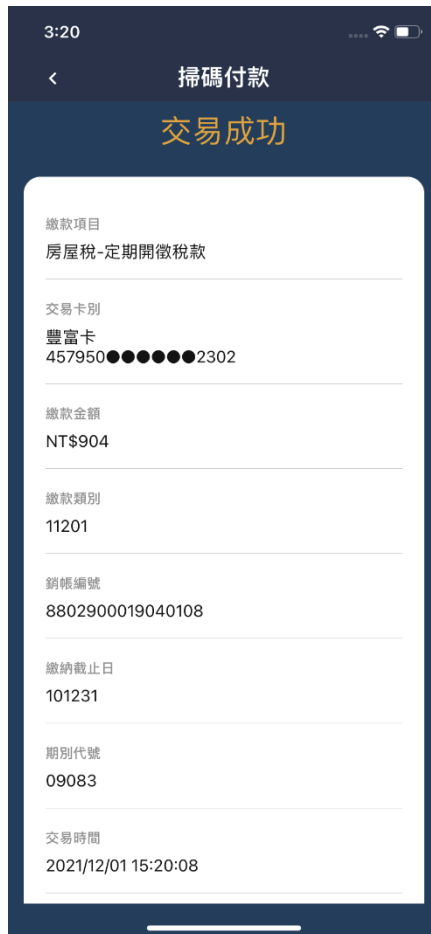 3:20
掃碼付款
交易成功
繳款項目
房屋稅-定期開徵稅款
交易卡別
豐富卡
457950●●●●●●2302
繳款金額
NT$904
繳款類別
11201
銷帳編號
8802900019040108
繳納截止日
101231
期別代號
09083
交易時間
2021/12/01 15:20:08